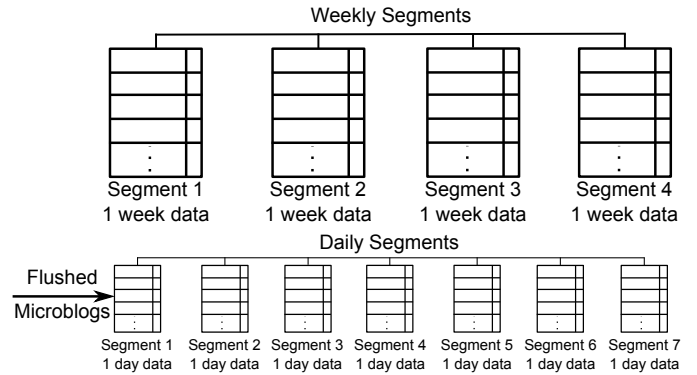 Weekly Segments
Segment 1 Segment 2 Segment 3 Segment 4
1 week data 1 week data 1 week data 1 week data
Daily Segments
Flushed
Microblogs
Segment 1 Segment 2 Segment 3 Segment 4 Segment 5 Segment 6 Segment 7
1 day data 1 day data 1 day data 1 day data 1 day data 1 day data 1 day data